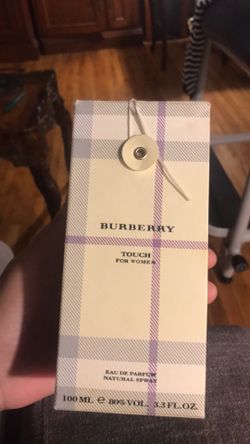 BURBERRY
TOUCH
FOR WOMEN
EAU DE PARFUM
NATURAL SPRAY
100 ML ℮ 80% VOL. 3.3 FL.OZ.